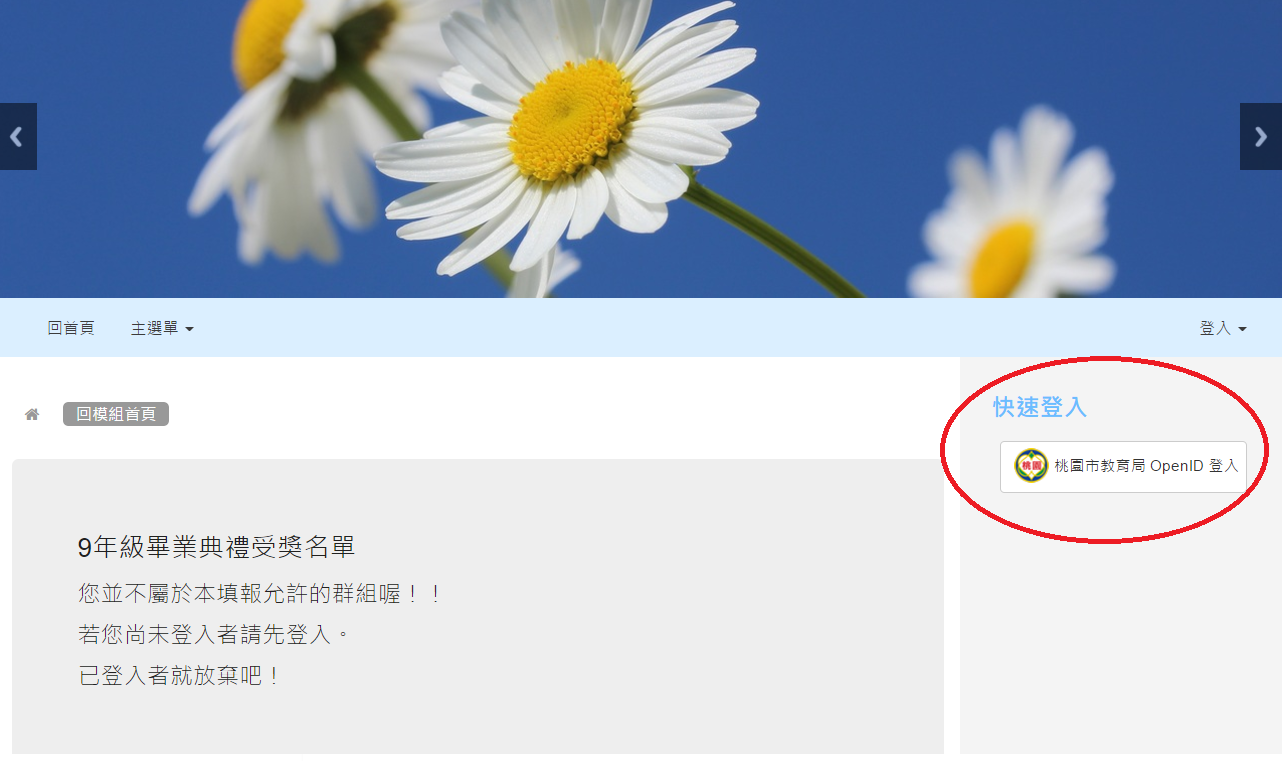 回首頁
主選單
登入
回模組首頁
快速登入
桃園
桃園市教育局 OpenID 登入
9年級畢業典禮受獎名單
您並不屬於本填報允許的群組喔！！
若您尚未登入者請先登入。
已登入者就放棄吧！